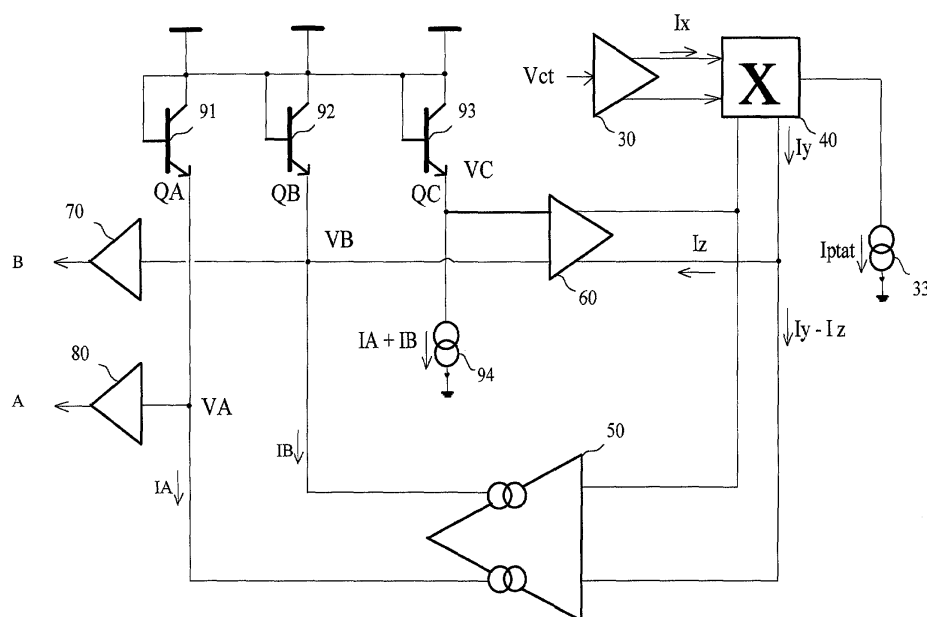 Ix
Vct
X
30
40
Iy
91
92
93
QA
QB
QC
VC
70
B
VB
60
Iz
Iptat
33
IA + IB
94
Iy - Iz
80
A
VA
50
IB
IA